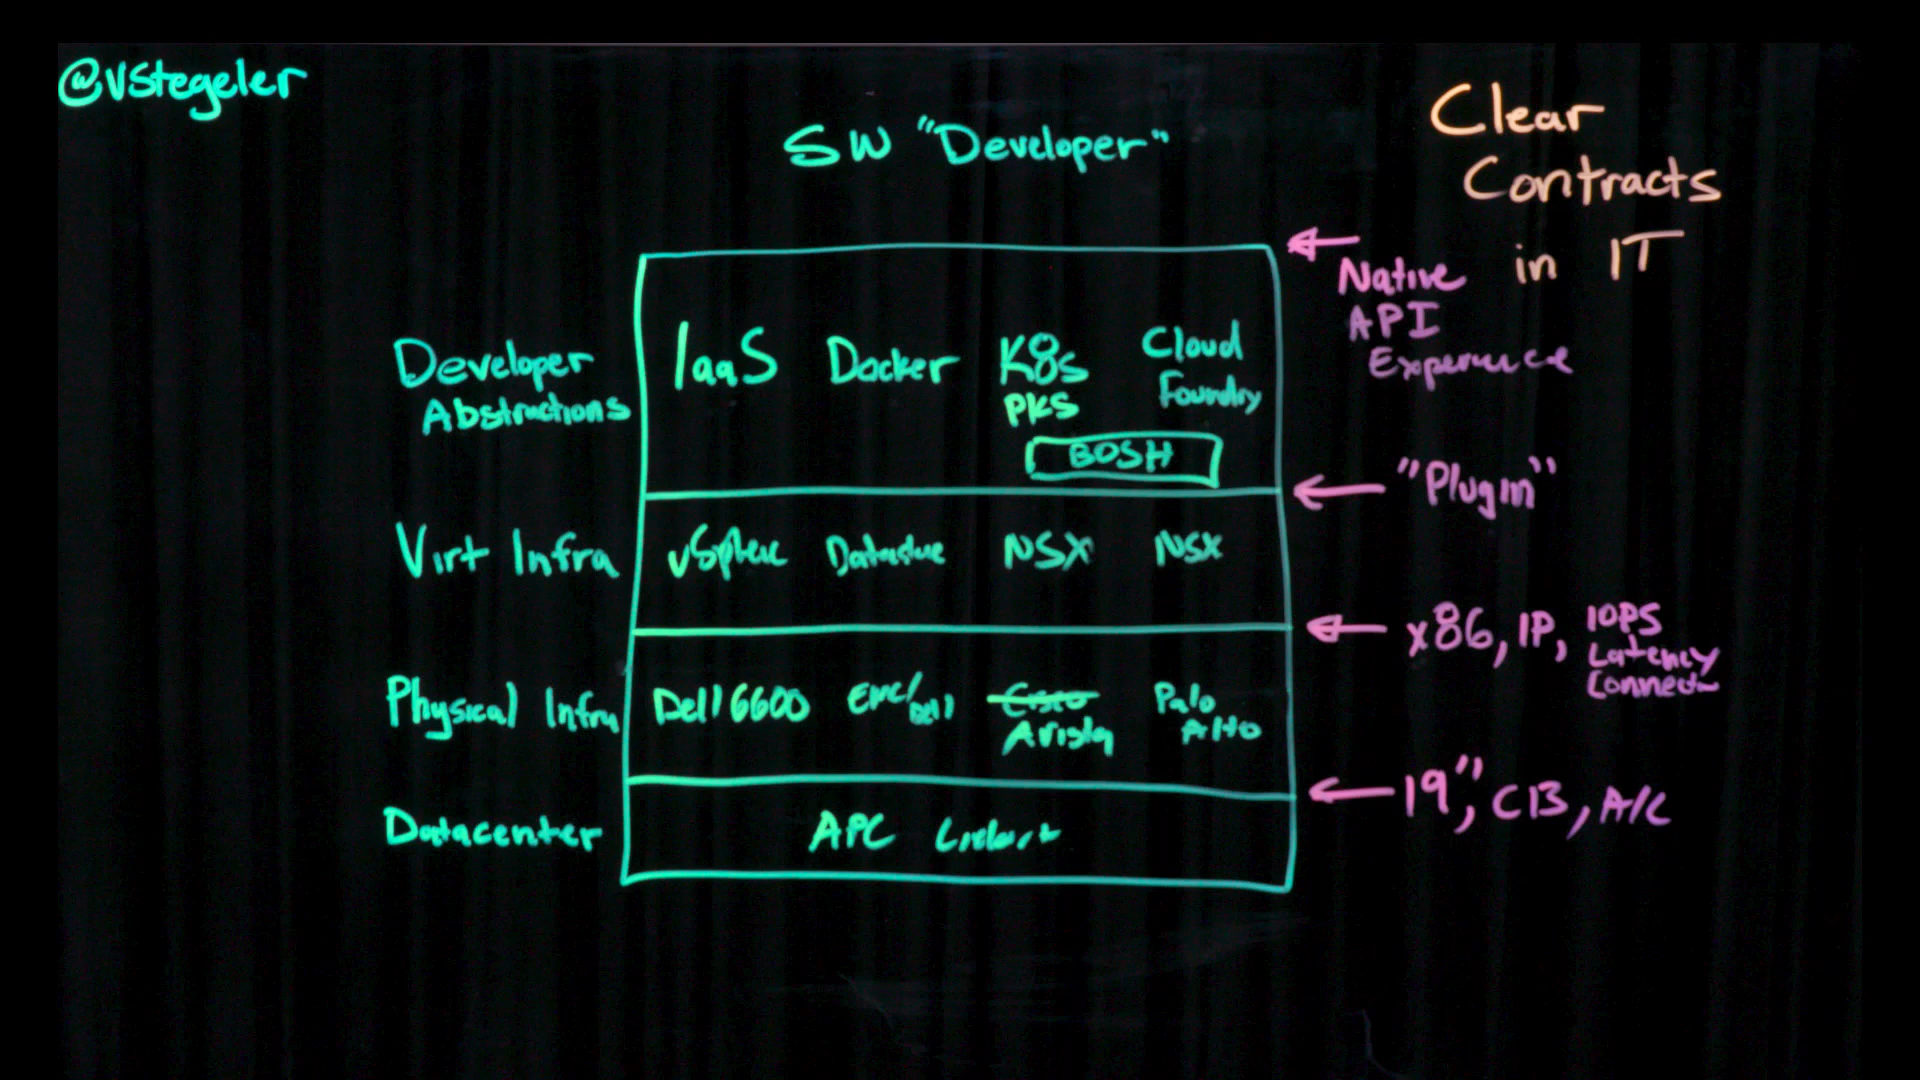 @vstegeler
SW "Developer"
Clear
Contracts
in IT
Native
API
Experience
Developer
Abstractions
IaaS Docker K8s Cloud
PKS Foundry
BOSH
"Plugin"
Virt Infra vSphere Datastore NSX NSX
x86, IP, IOPS
Latency
Physical Infra Dell 6600 EMC/Dell Cisco Palo
Arista Alto
19", CB, A/C
Datacenter APC